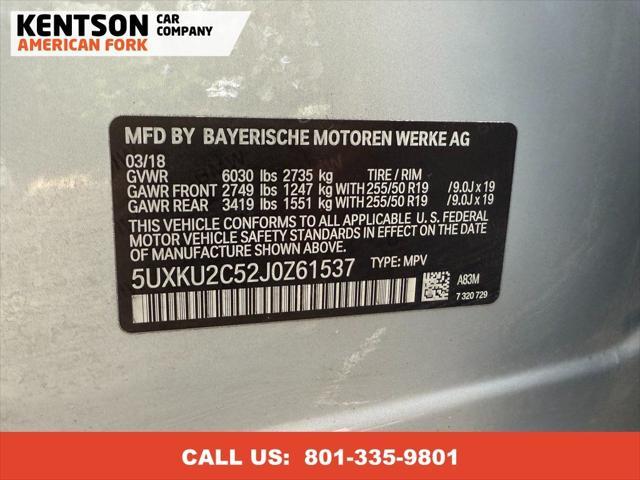 KENTSON CAR COMPANY
AMERICAN FORK
MFD BY BAYERISCHE MOTOREN WERKE AG
03/18
GVWR 6030 lbs 2735 kg TIRE / RIM
GAWR FRONT 2749 lbs 1247 kg WITH 255/50 R19 /9.0J x 19
GAWR REAR 3419 lbs 1551 kg WITH 255/50 R19 /9.0J x 19
THIS VEHICLE CONFORMS TO ALL APPLICABLE U. S. FEDERAL
MOTOR VEHICLE SAFETY STANDARDS IN EFFECT ON THE DATE
OF MANUFACTURE SHOWN ABOVE.
5UXKU2C52J0Z61537 TYPE: MPV
A83M
7 320 729
CALL US: 801-335-9801